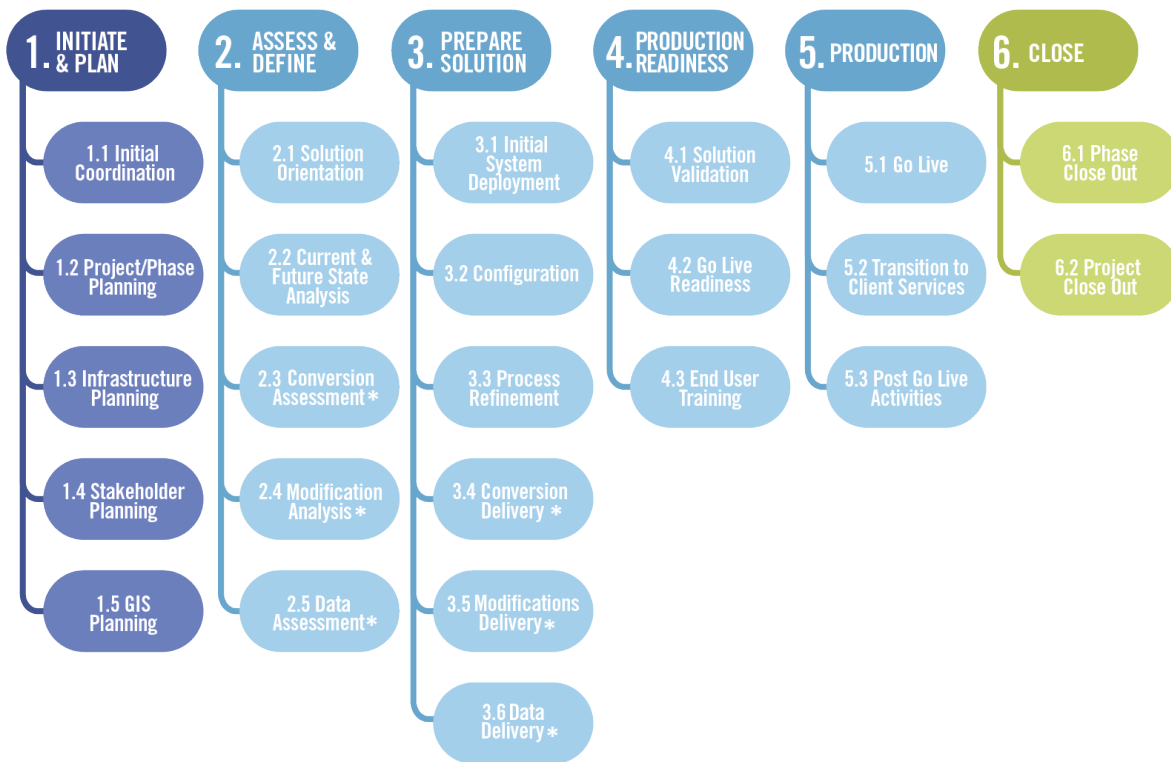 1. INITIATE
& PLAN
1.1 Initial
Coordination
1.2 Project/Phase
Planning
1.3 Infrastructure
Planning
1.4 Stakeholder
Planning
1.5 GIS
Planning
2. ASSESS &
DEFINE
2.1 Solution
Orientation
2.2 Current &
Future State
Analysis
2.3 Conversion
Assessment*
2.4 Modification
Analysis*
2.5 Data
Assessment*
3. PREPARE
SOLUTION
3.1 Initial
System
Deployment
3.2 Configuration
3.3 Process
Refinement
3.4 Conversion
Delivery *
3.5 Modifications
Delivery*
3.6 Data
Delivery*
4. PRODUCTION
READINESS
4.1 Solution
Validation
4.2 Go Live
Readiness
4.3 End User
Training
5. PRODUCTION
5.1 Go Live
5.2 Transition to
Client Services
5.3 Post Go Live
Activities
6. CLOSE
6.1 Phase
Close Out
6.2 Project
Close Out